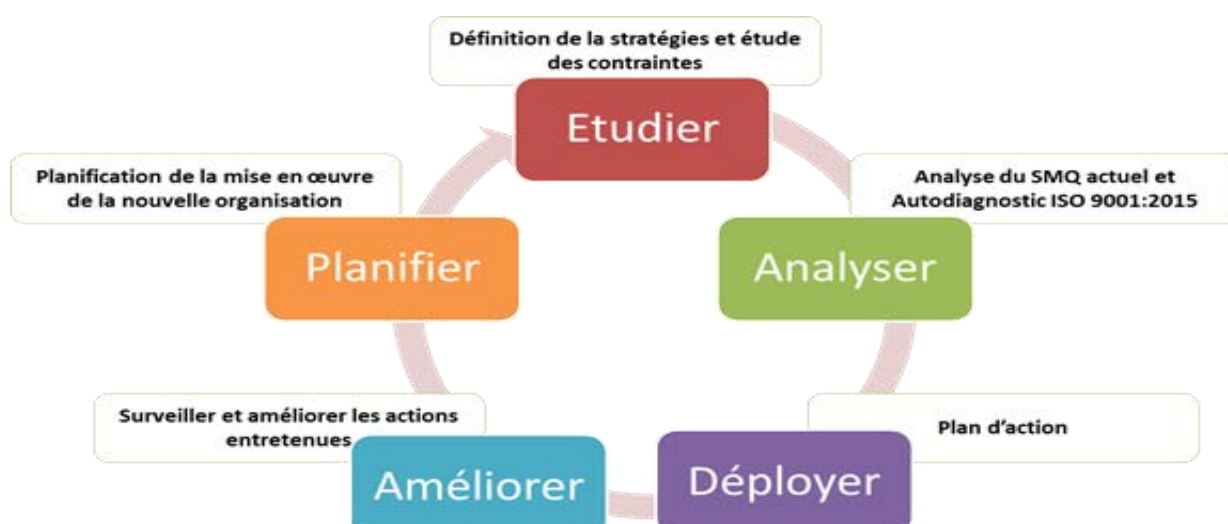 Définition de la stratégies et étude
des contraintes
Etudier
Analyse du SMQ actuel et
Autodiagnostic ISO 9001:2015
Analyser
Plan d’action
Déployer
Surveiller et améliorer les actions
entretenues
Améliorer
Planification de la mise en œuvre
de la nouvelle organisation
Planifier